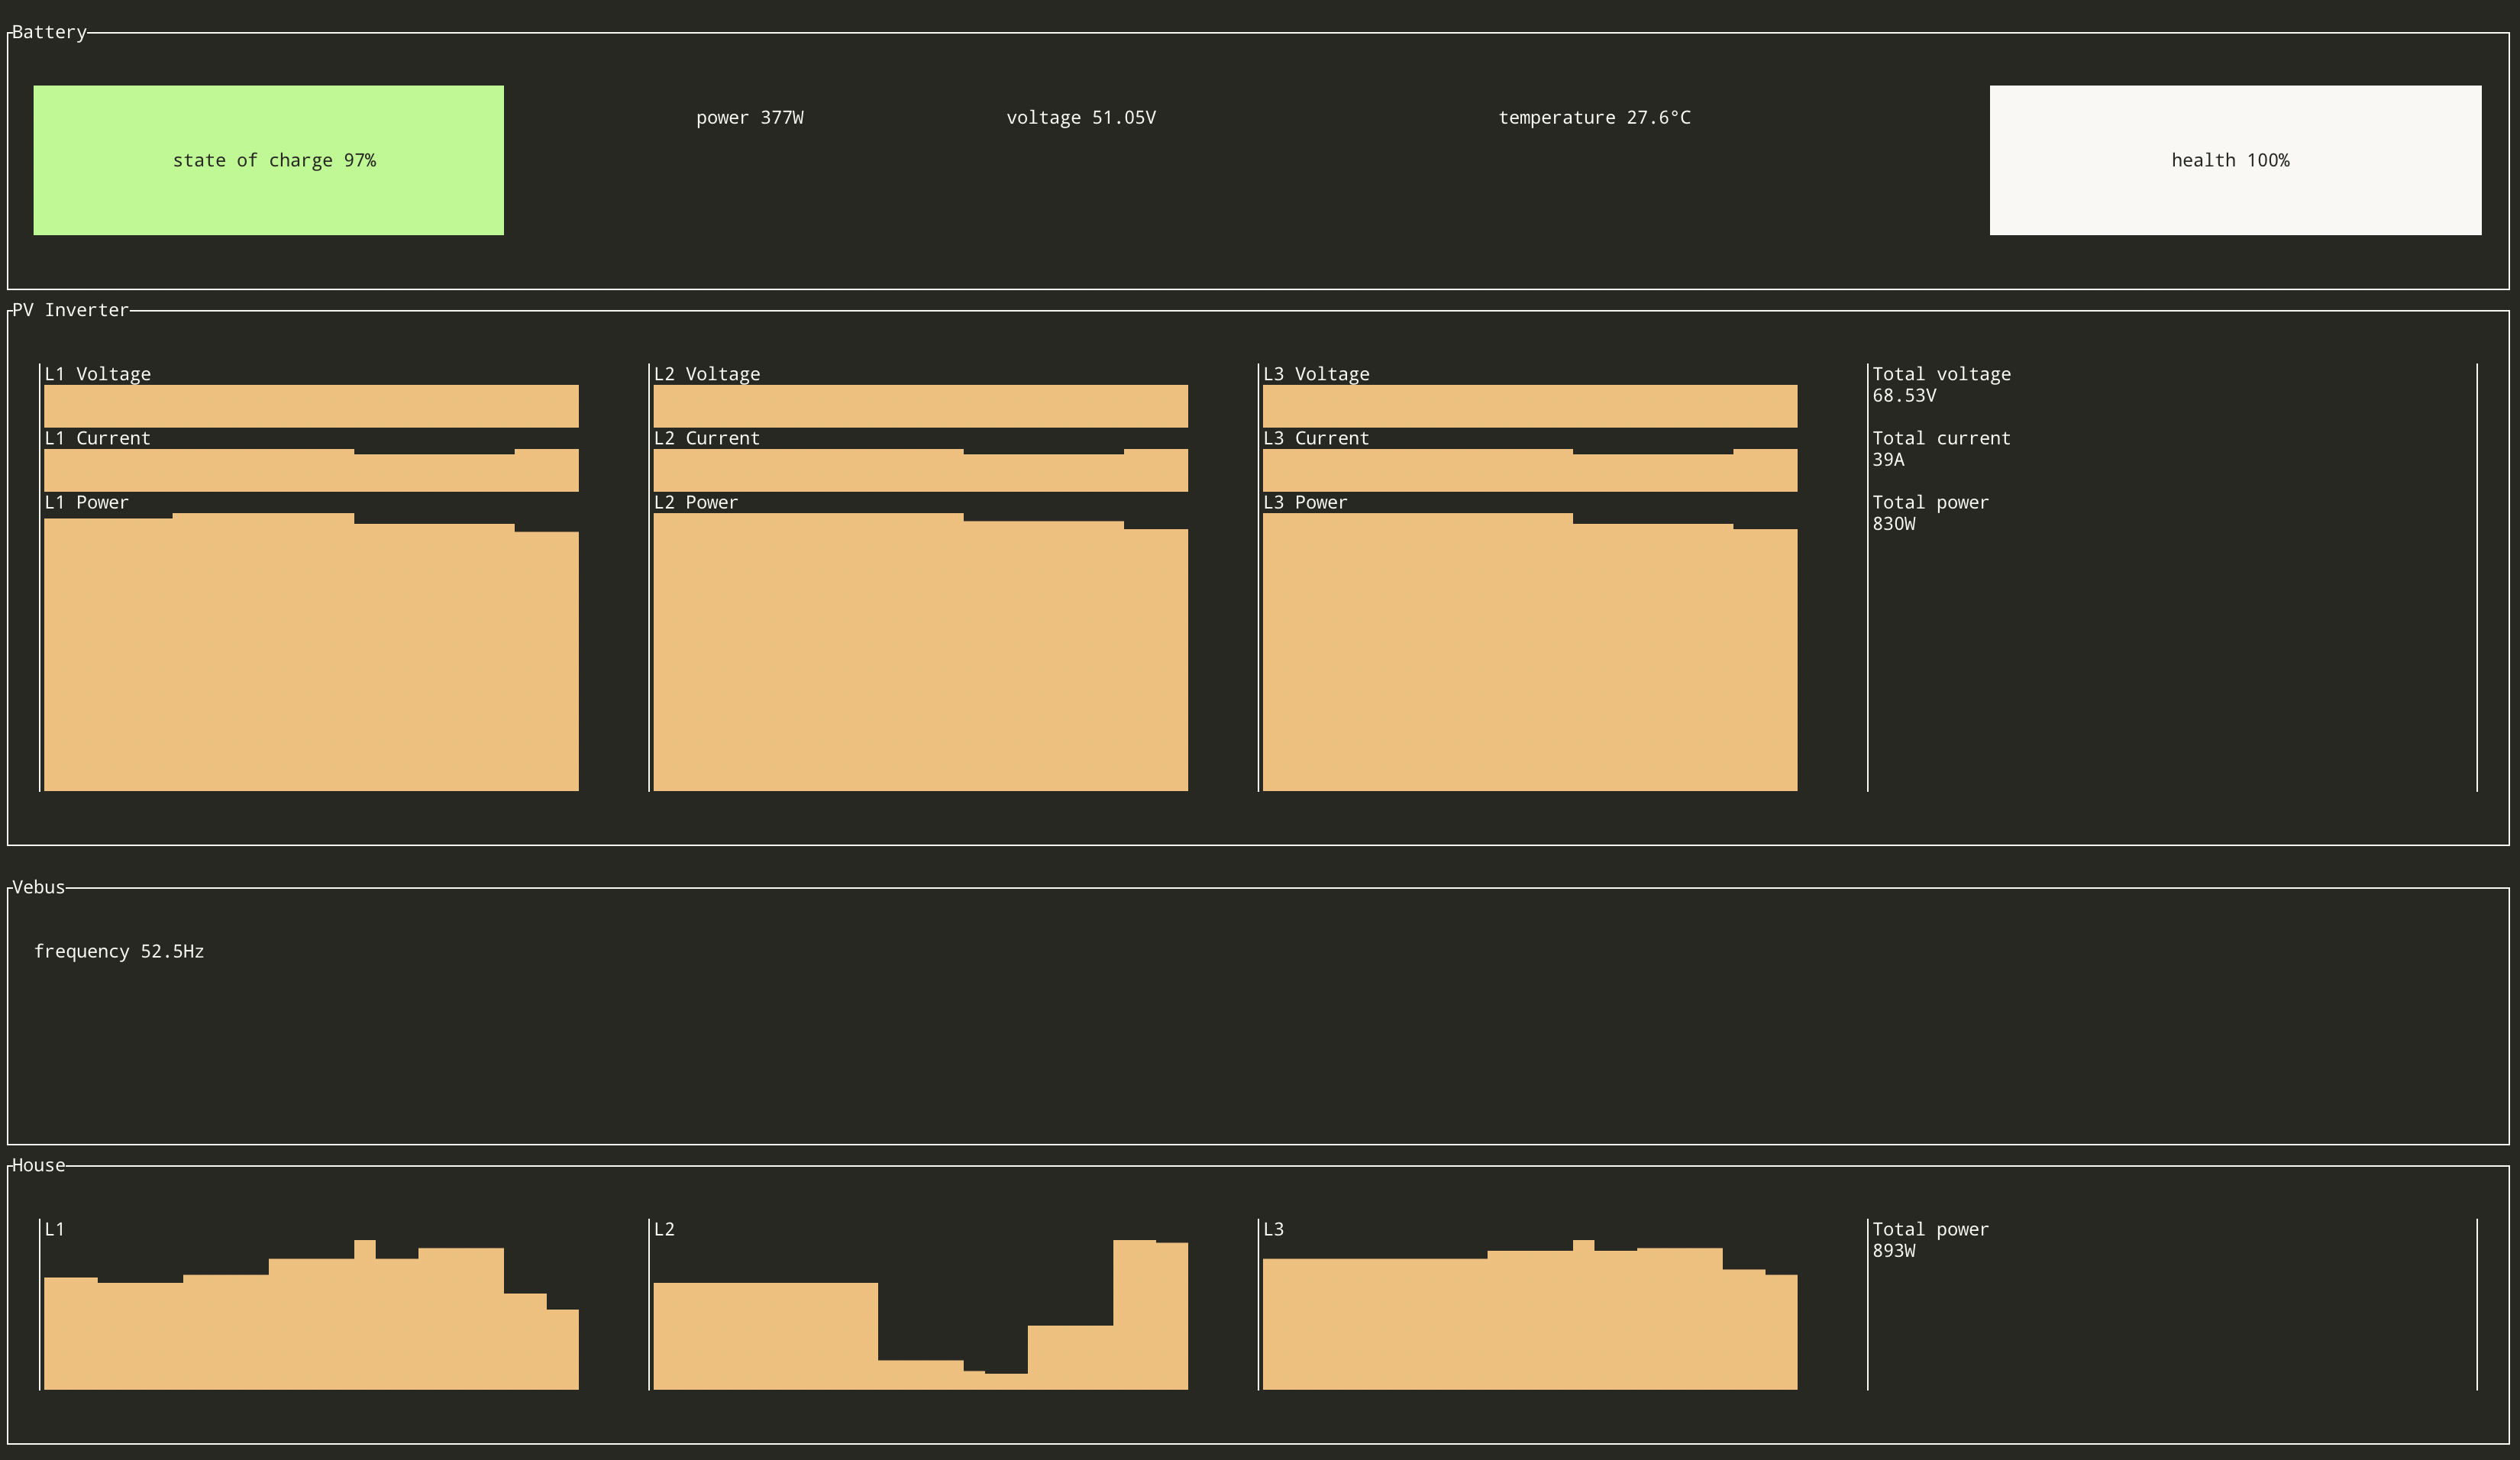 Battery
state of charge 97%
power 377W
voltage 51.05V
temperature 27.6°C
health 100%
PV Inverter
L1 Voltage
L1 Current
L1 Power
L2 Voltage
L2 Current
L2 Power
L3 Voltage
L3 Current
L3 Power
Total voltage
68.53V
Total current
39A
Total power
830W
Vebus
frequency 52.5Hz
House
L1
L2
L3
Total power
893W